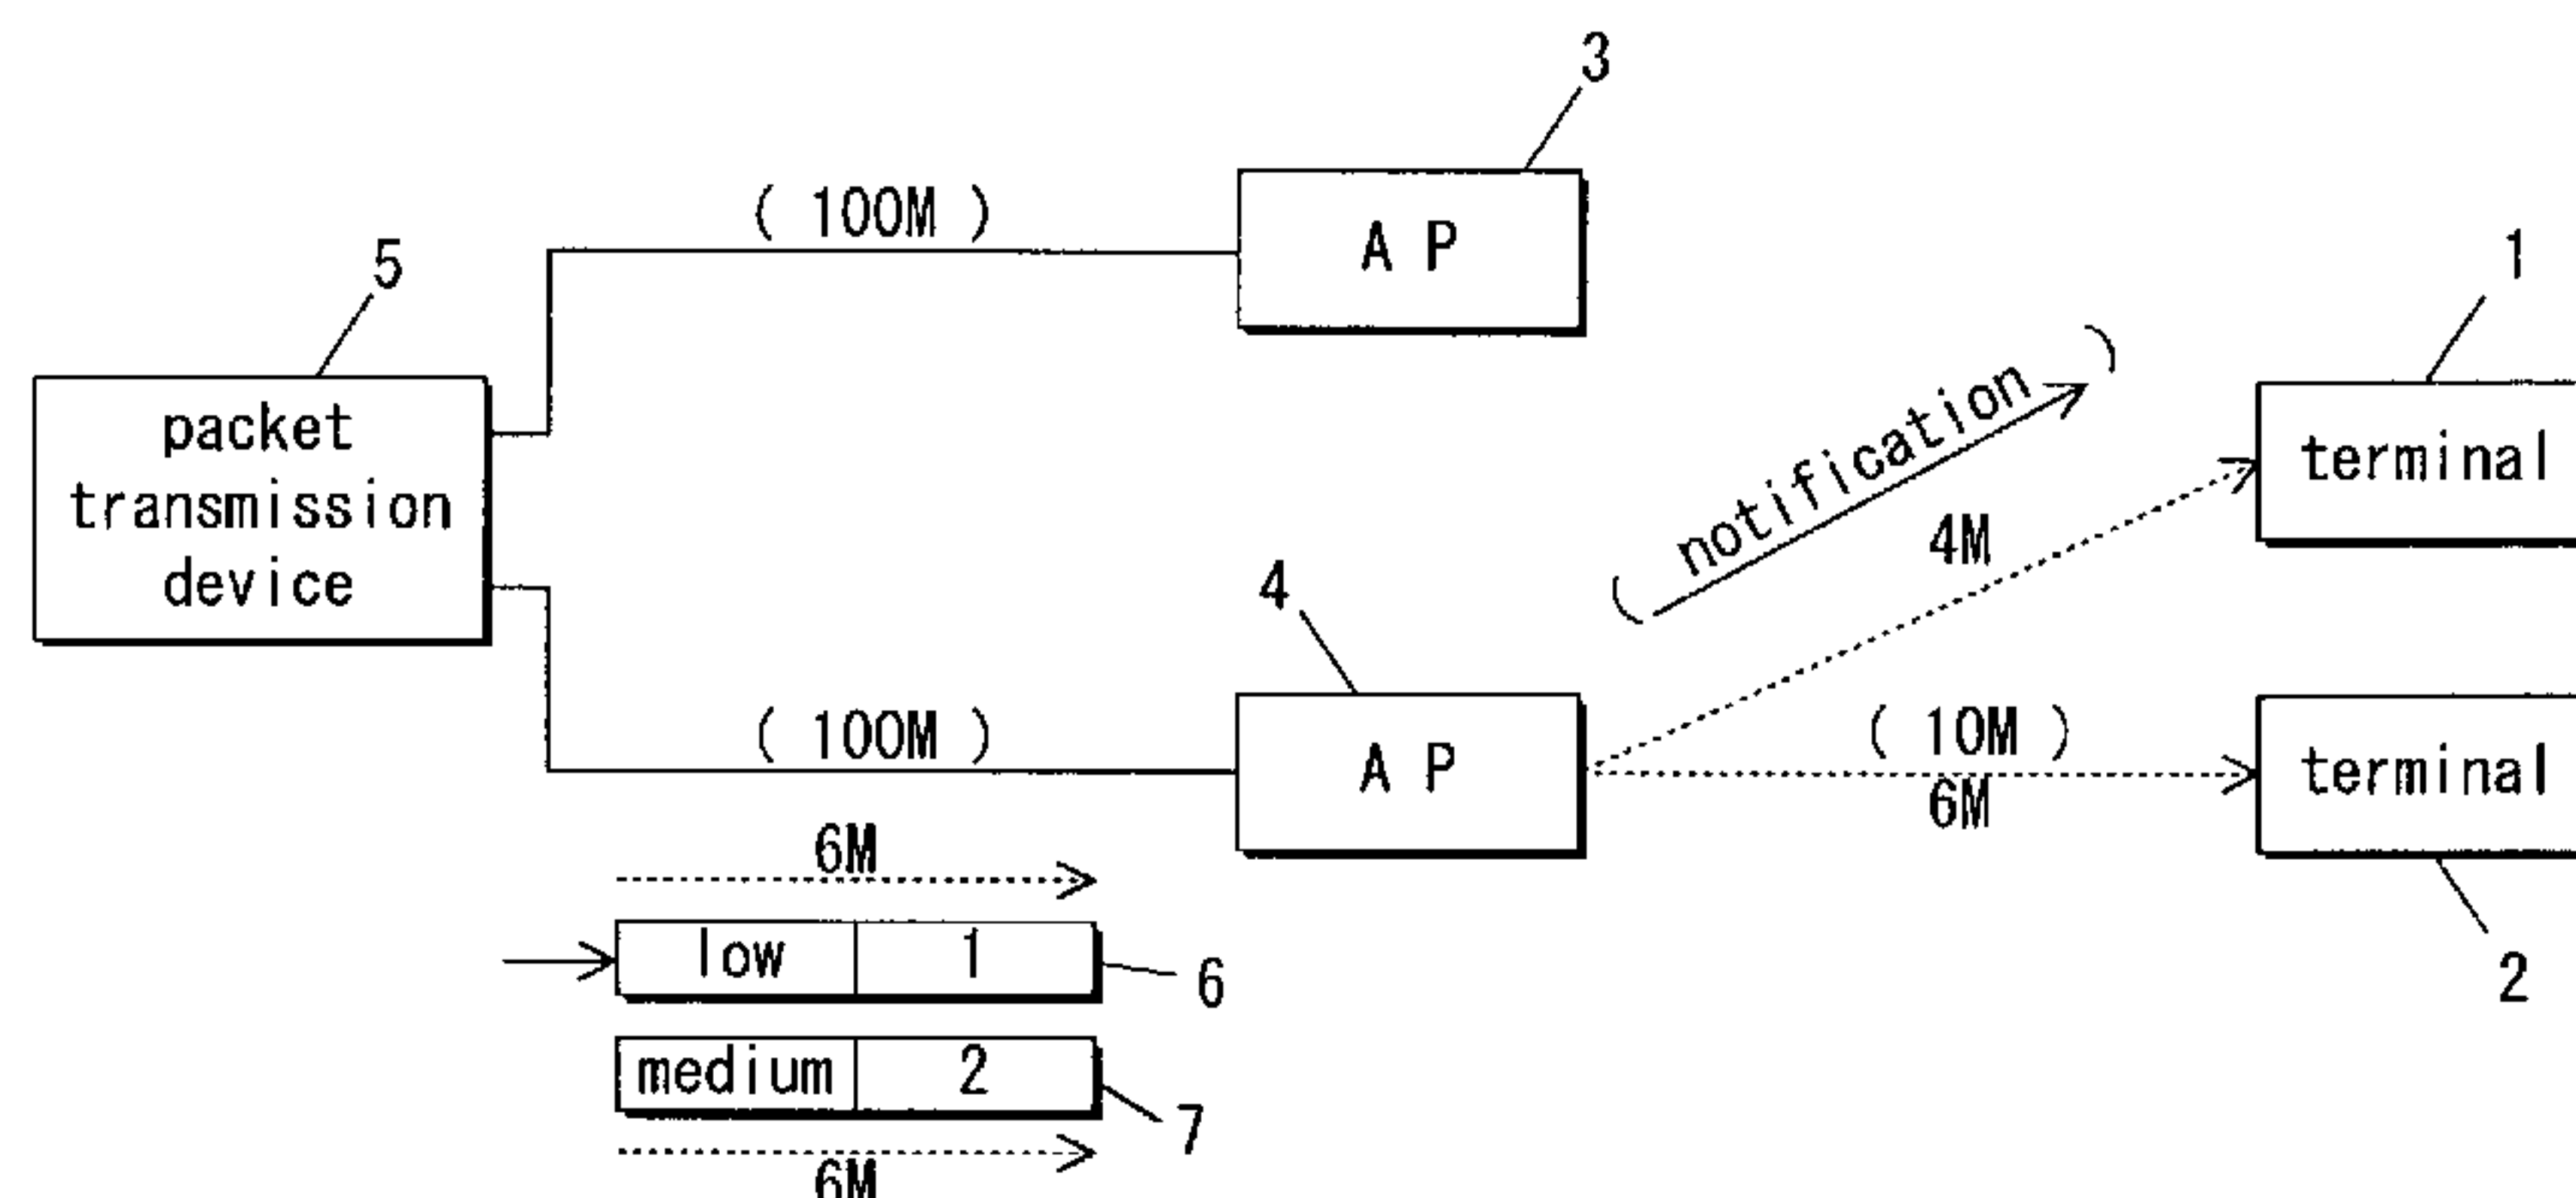 3
( 100M )
A P
5
1
packet
transmission
device
( notification )
terminal
4M
4
( 100M )
A P
( 10M )
6M
terminal
6M
low 1
6
2
medium 2
7
6M